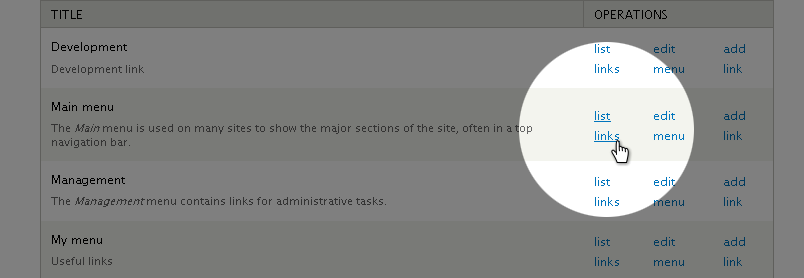 TITLE OPERATIONS
Development list edit add
Development link links menu link
Main menu list edit add
The Main menu is used on many sites to show the major sections of the site, often in a top
navigation bar. links menu link
Management list edit add
The Management menu contains links for administrative tasks. links menu link
My menu list edit add
Useful links links menu link